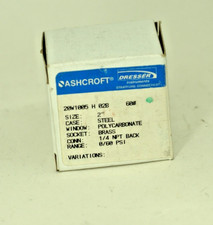 ASHCROFT®
DRESSER
20W1005 H 02B 60#
SIZE: 2"
CASE: STEEL
WINDOW: POLYCARBONATE
SOCKET: BRASS
CONN: 1/4 NPT BACK
RANGE: 0/60 PSI
VARIATIONS: